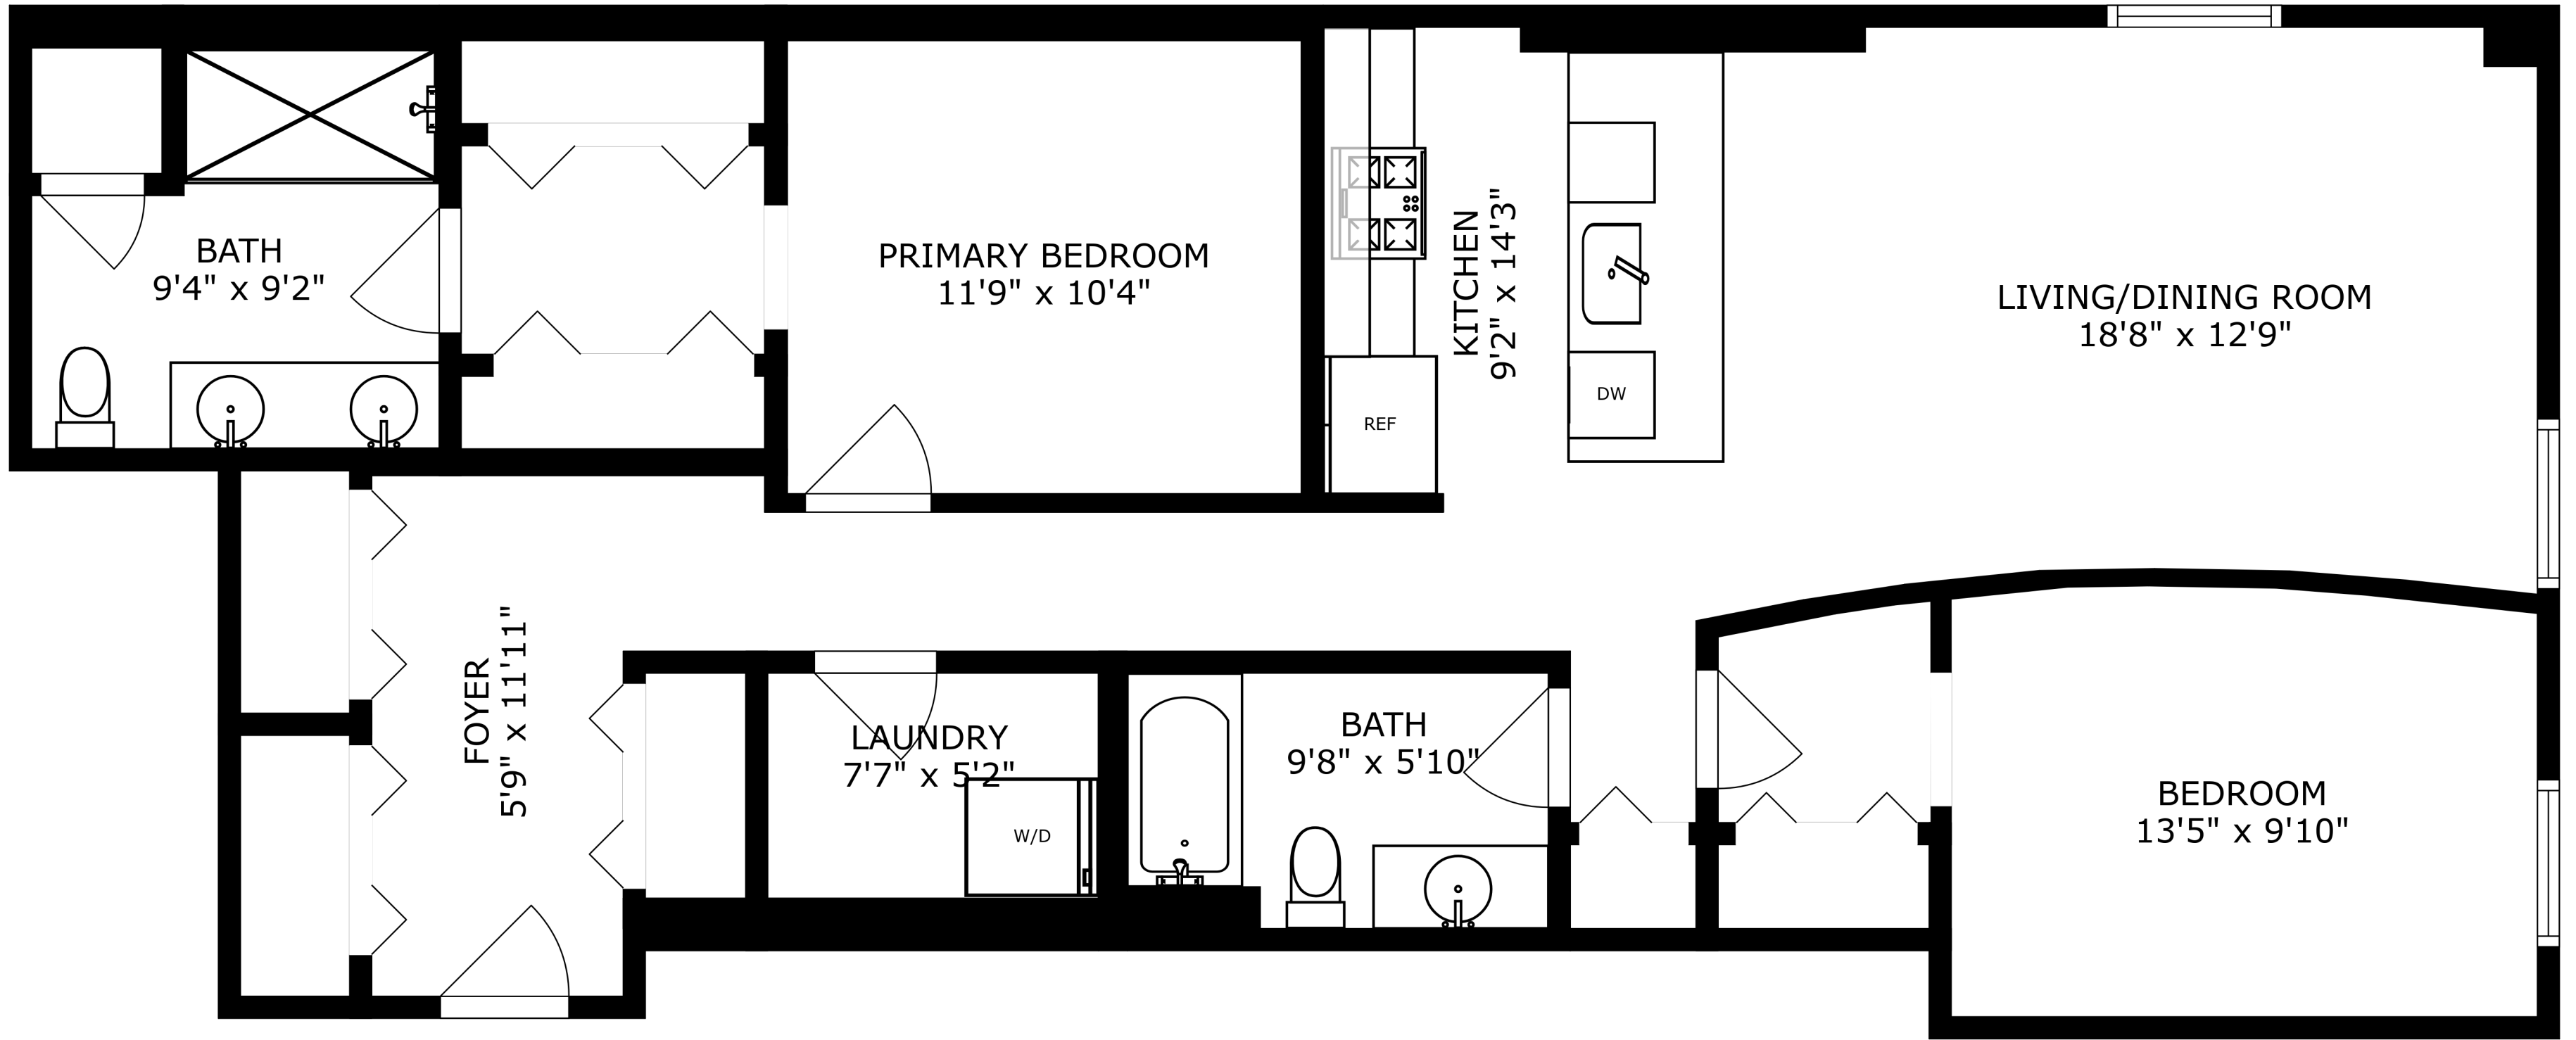 BATH
9'4" x 9'2"
PRIMARY BEDROOM
11'9" x 10'4"
KITCHEN
9'2" x 14'3"
REF
DW
LIVING/DINING ROOM
18'8" x 12'9"
FOYER
5'9" x 11'11"
LAUNDRY
7'7" x 5'2"
W/D
BATH
9'8" x 5'10"
BEDROOM
13'5" x 9'10"